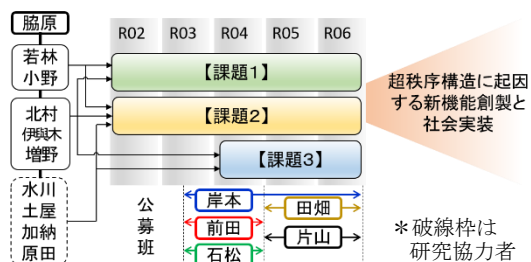 脇原
R02 R03 R04 R05 R06
若林
小野
【課題1】
北村
伊與木
増野
【課題2】
【課題3】
超秩序構造に起因
する新機能創製と
社会実装
水川
土屋
加納
原田
公募班
岸本
田畑
前田
片山
石松
＊破線枠は
研究協力者